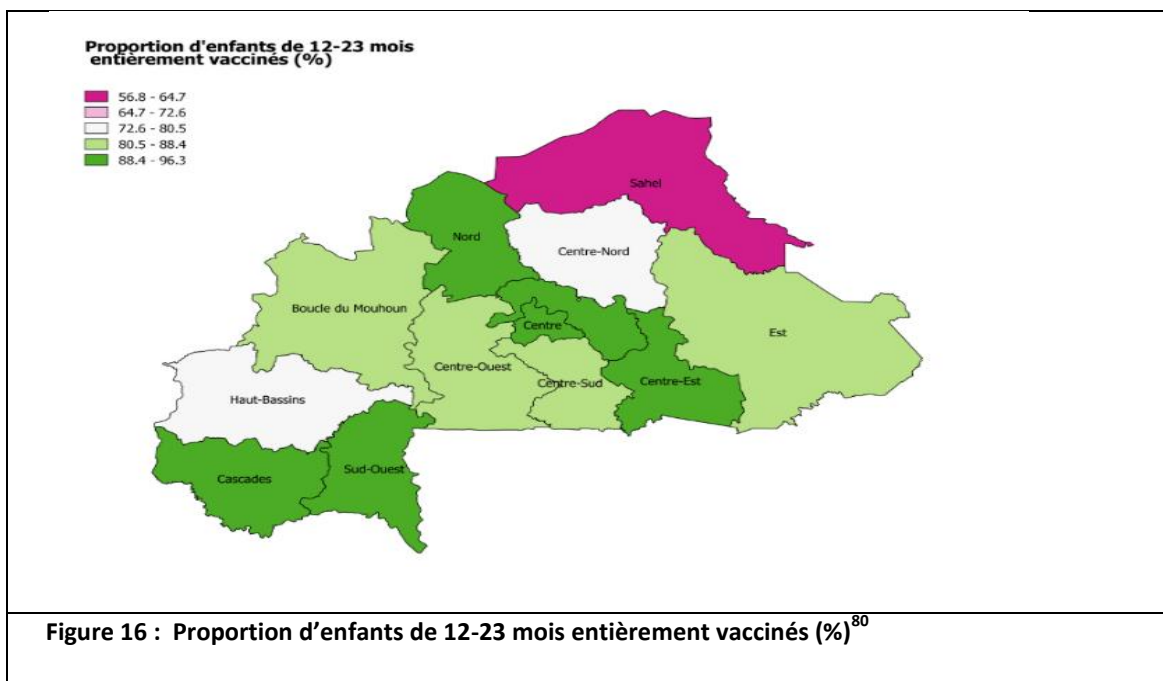 Proportion d'enfants de 12-23 mois
entièrement vaccinés (%)
56.8 - 64.7
64.7 - 72.6
72.6 - 80.5
80.5 - 88.4
88.4 - 96.3
Sahel
Nord
Centre-Nord
Boucle du Mouhoun
Centre
Est
Centre-Ouest
Centre-Sud
Centre-Est
Haut-Bassins
Sud-Ouest
Cascades
Figure 16 : Proportion d’enfants de 12-23 mois entièrement vaccinés (%)80